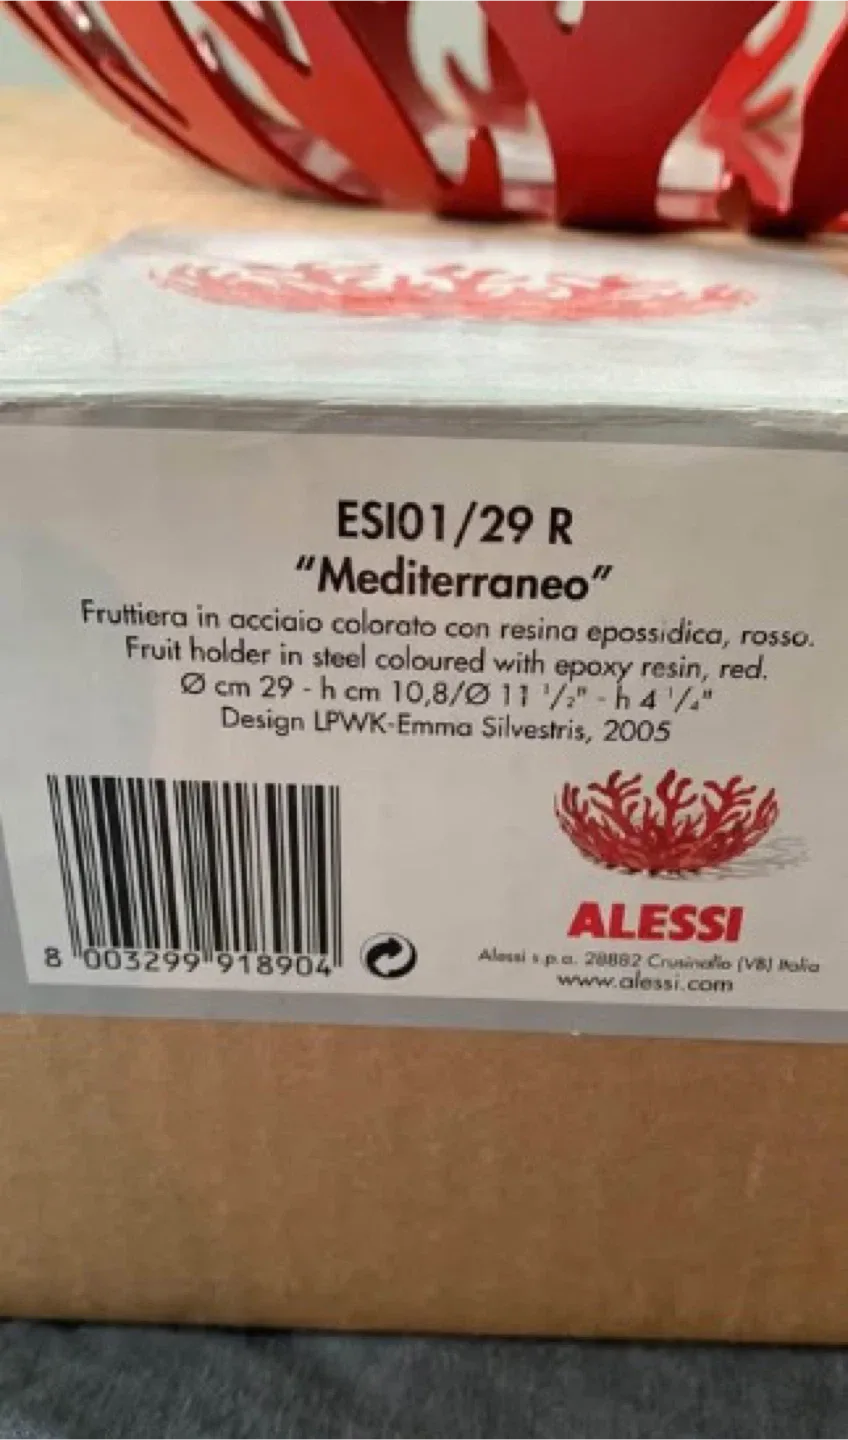 ESI01/29 R
“Mediterraneo”
Fruttiera in acciaio colorato con resina epossidica, rosso.
Fruit holder in steel coloured with epoxy resin, red.
Ø cm 29 - h cm 10,8/Ø 11 1/2" - h 4 1/4"
Design LPWK-Emma Silvestris, 2005
8 003299 918904
ALESSI
Alessi s.p.a. 28882 Crusinallo (VB) Italia
www.alessi.com